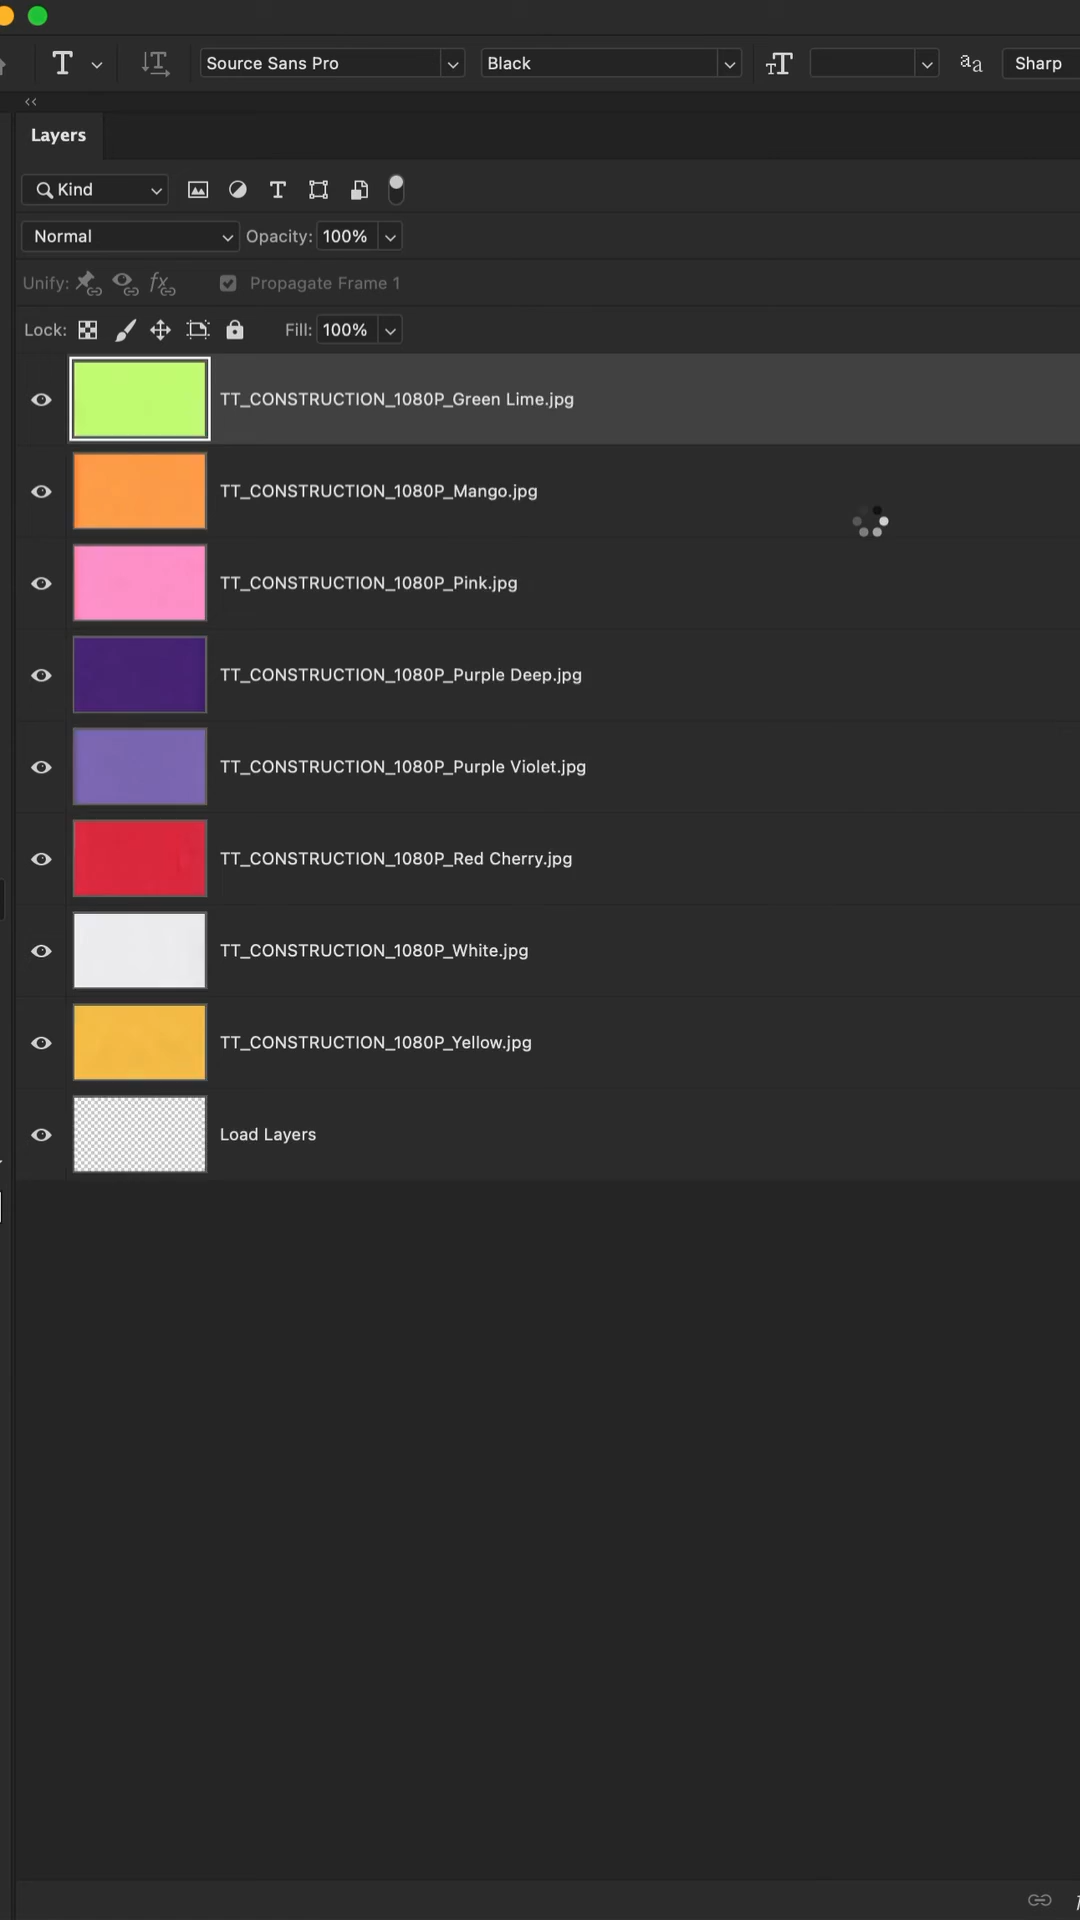 T Source Sans Pro Black Sharp
Layers
Kind
Normal Opacity: 100%
Unify: Propagate Frame 1
Lock: Fill: 100%
TT_CONSTRUCTION_1080P_Green Lime.jpg
TT_CONSTRUCTION_1080P_Mango.jpg
TT_CONSTRUCTION_1080P_Pink.jpg
TT_CONSTRUCTION_1080P_Purple Deep.jpg
TT_CONSTRUCTION_1080P_Purple Violet.jpg
TT_CONSTRUCTION_1080P_Red Cherry.jpg
TT_CONSTRUCTION_1080P_White.jpg
TT_CONSTRUCTION_1080P_Yellow.jpg
Load Layers